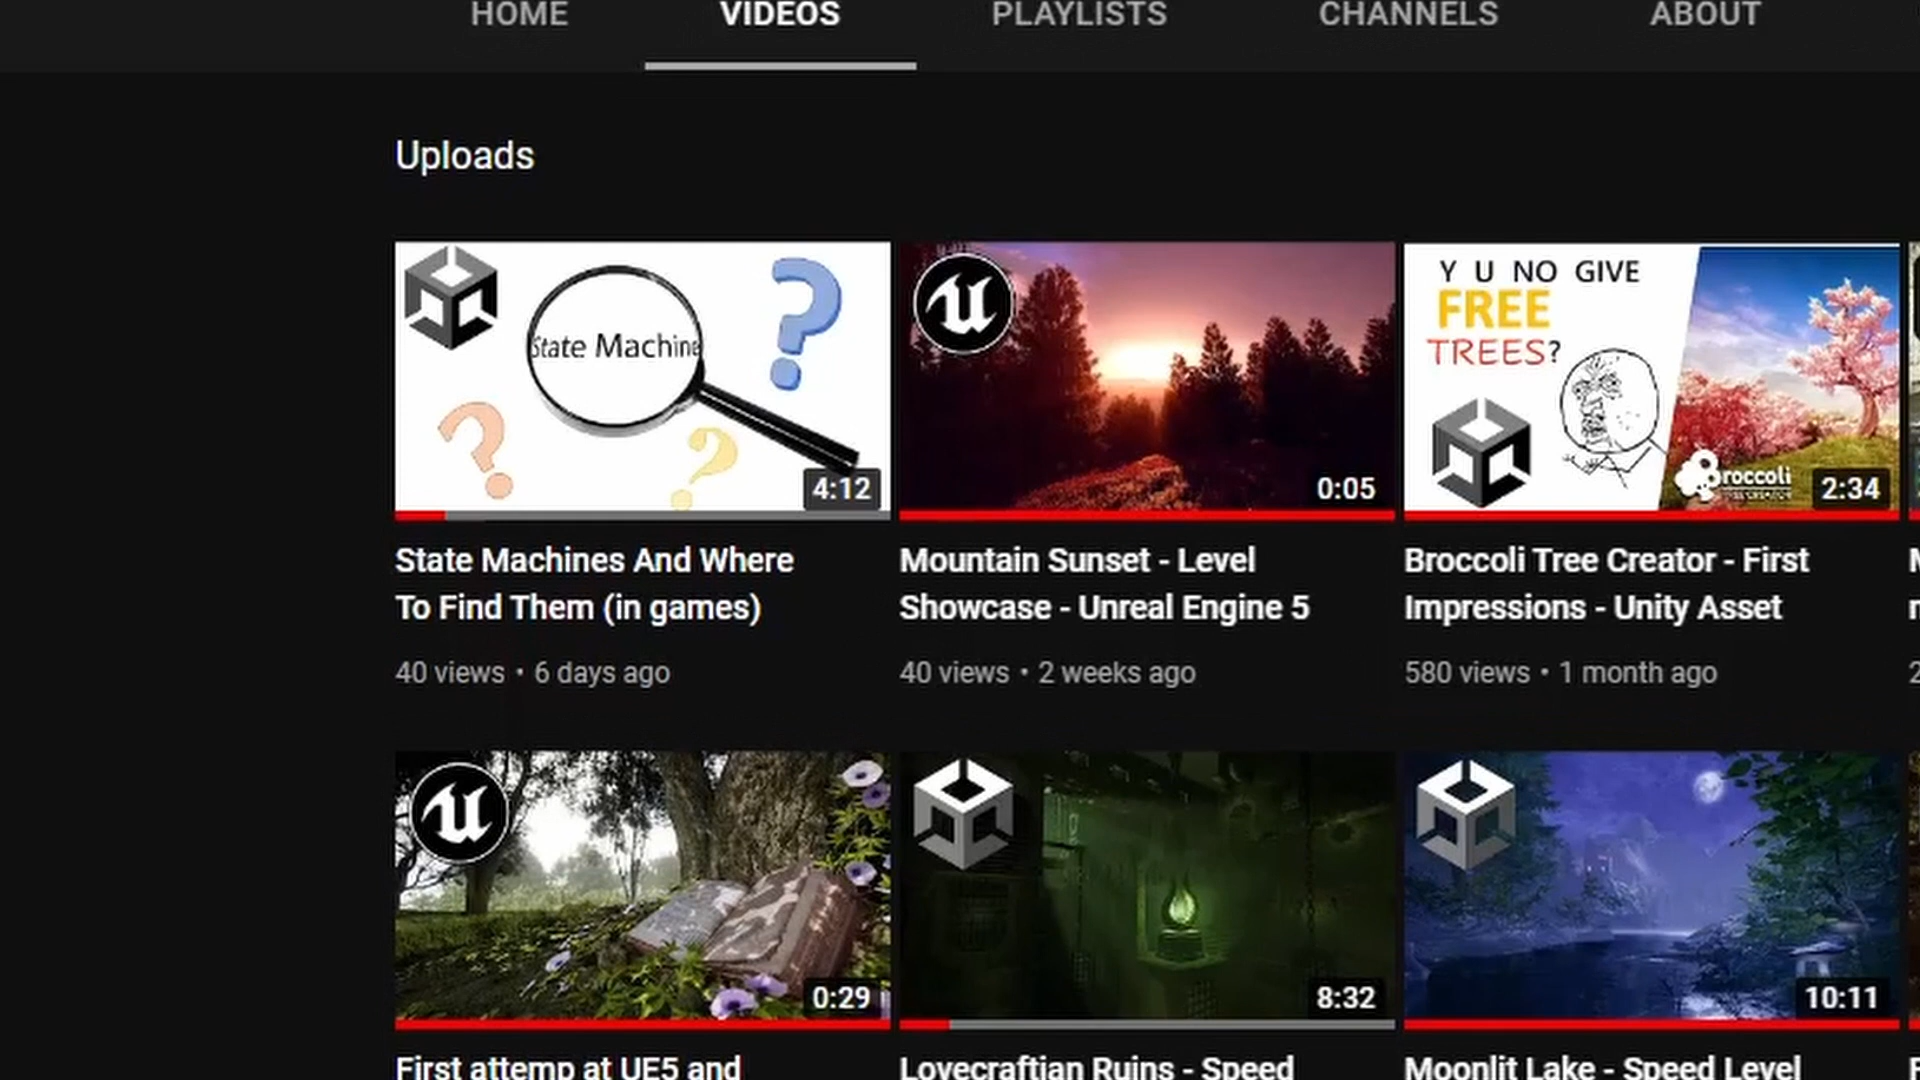 HOME VIDEOS PLAYLISTS CHANNELS ABOUT
Uploads
State Machine
4:12
0:05
Y U NO GIVE
FREE
TREES?
Broccoli
2:34
State Machines And Where
To Find Them (in games)
40 views • 6 days ago
Mountain Sunset - Level
Showcase - Unreal Engine 5
40 views • 2 weeks ago
Broccoli Tree Creator - First
Impressions - Unity Asset
580 views • 1 month ago
0:29
8:32
10:11
First attemp at UE5 and
Lovecraftian Ruins - Speed
Moonlit Lake - Speed Level